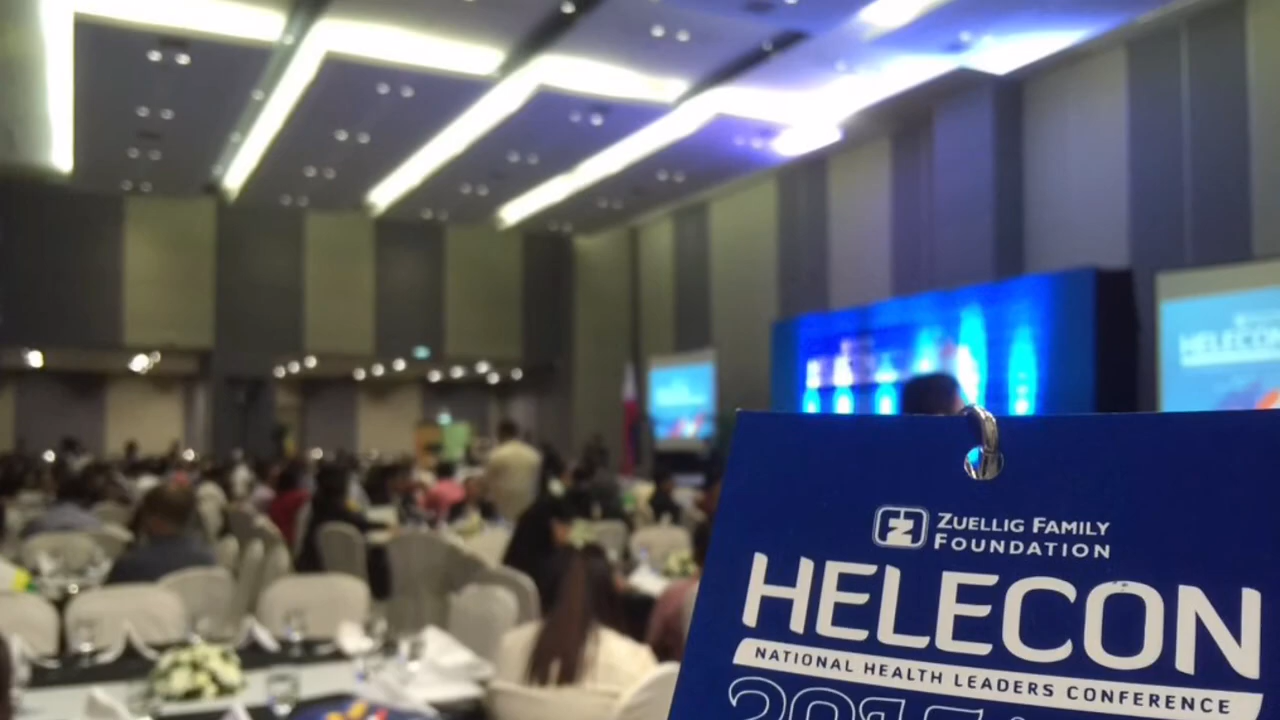 HELECON
ZUELLIG FAMILY
FOUNDATION
HELECON
NATIONAL HEALTH LEADERS CONFERENCE